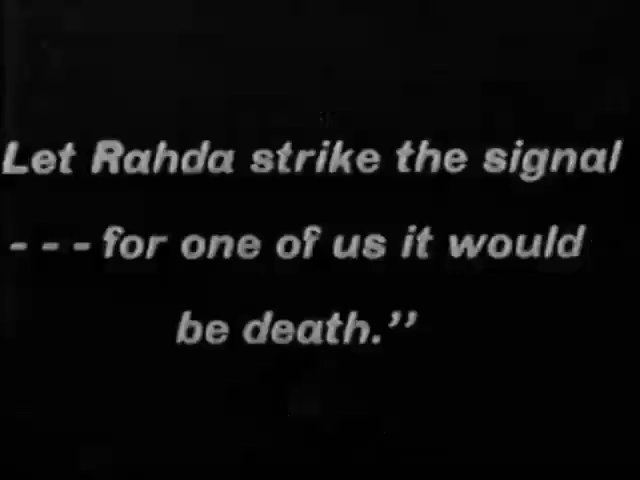 Let Rahda strike the signal
- - - for one of us it would
be death.”